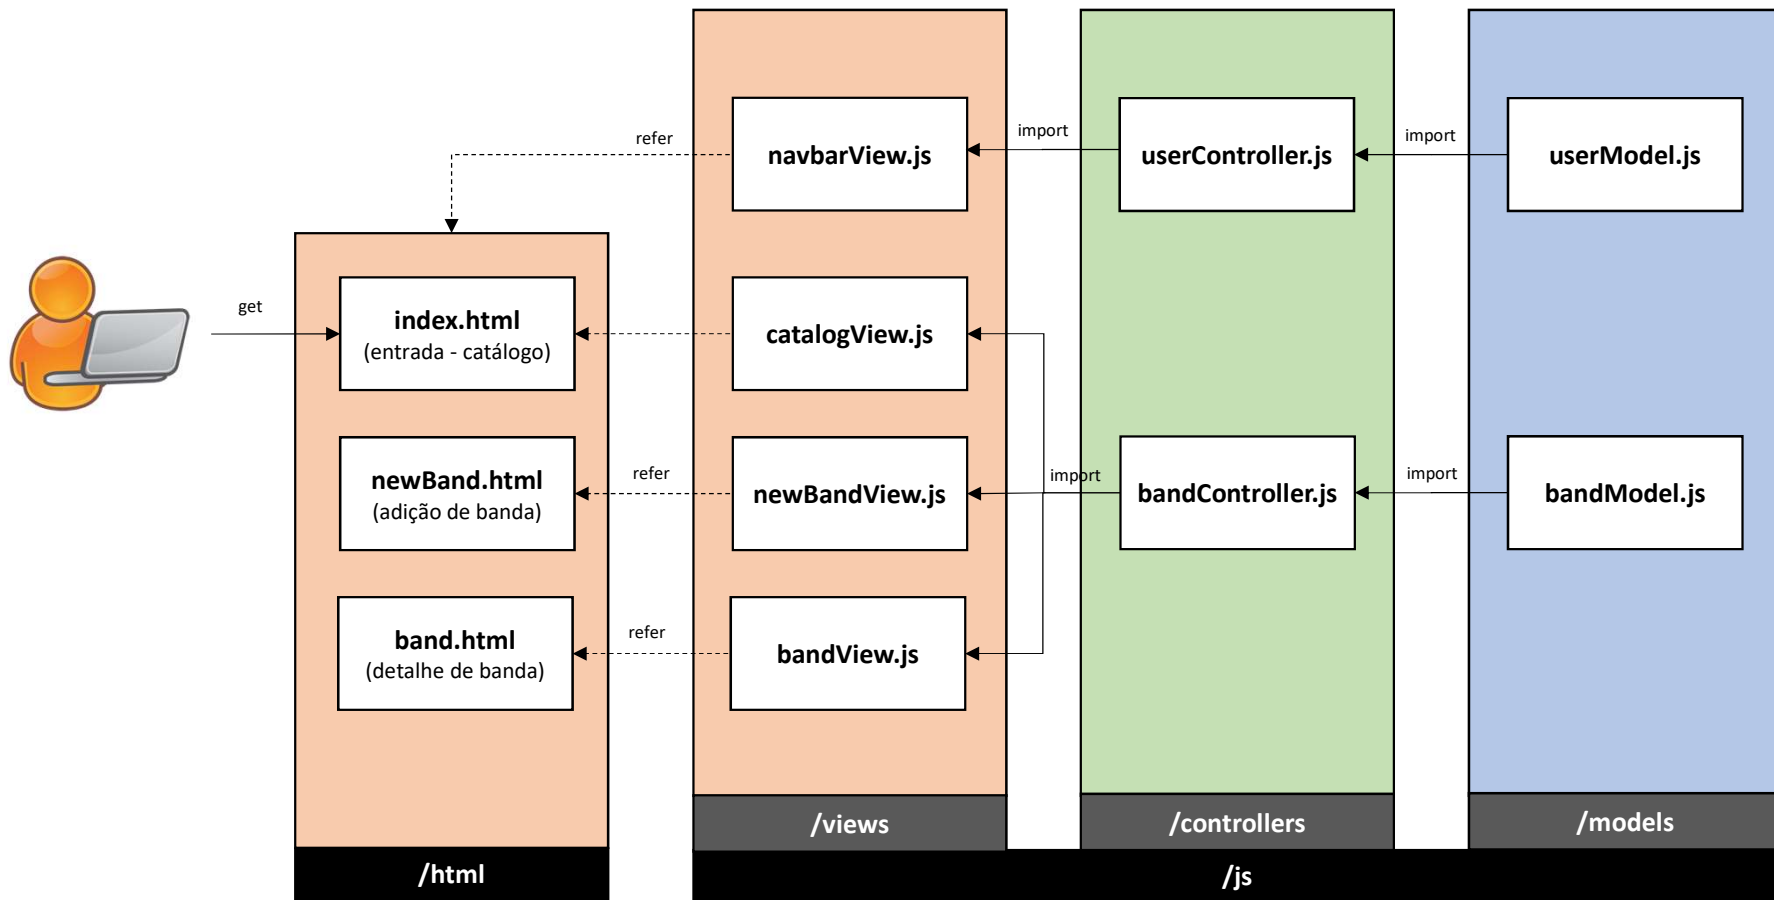 refer
navbarView.js
import
userController.js
import
userModel.js
get
index.html
(entrada - catálogo)
catalogView.js
newBand.html
(adição de banda)
refer
newBandView.js
import
bandController.js
import
bandModel.js
band.html
(detalhe de banda)
refer
bandView.js
/views
/controllers
/models
/html
/js